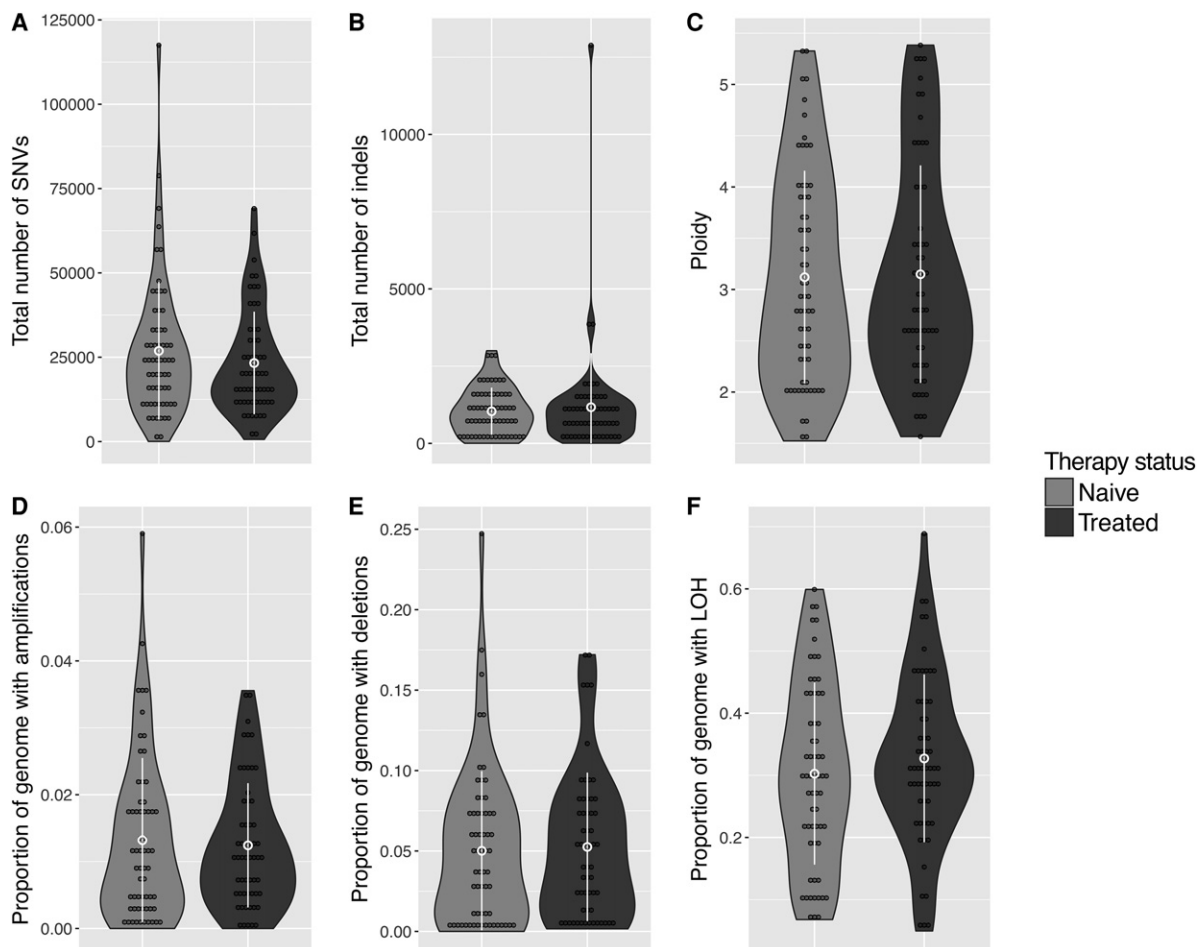 A
Total number of SNVs
125000
100000
75000
50000
25000
0
B
Total number of indels
10000
5000
0
C
Ploidy
5
4
3
2
Therapy status
Naive
Treated
D
Proportion of genome with amplifications
0.06
0.04
0.02
0.00
E
Proportion of genome with deletions
0.25
0.20
0.15
0.10
0.05
0.00
F
Proportion of genome with LOH
0.6
0.4
0.2